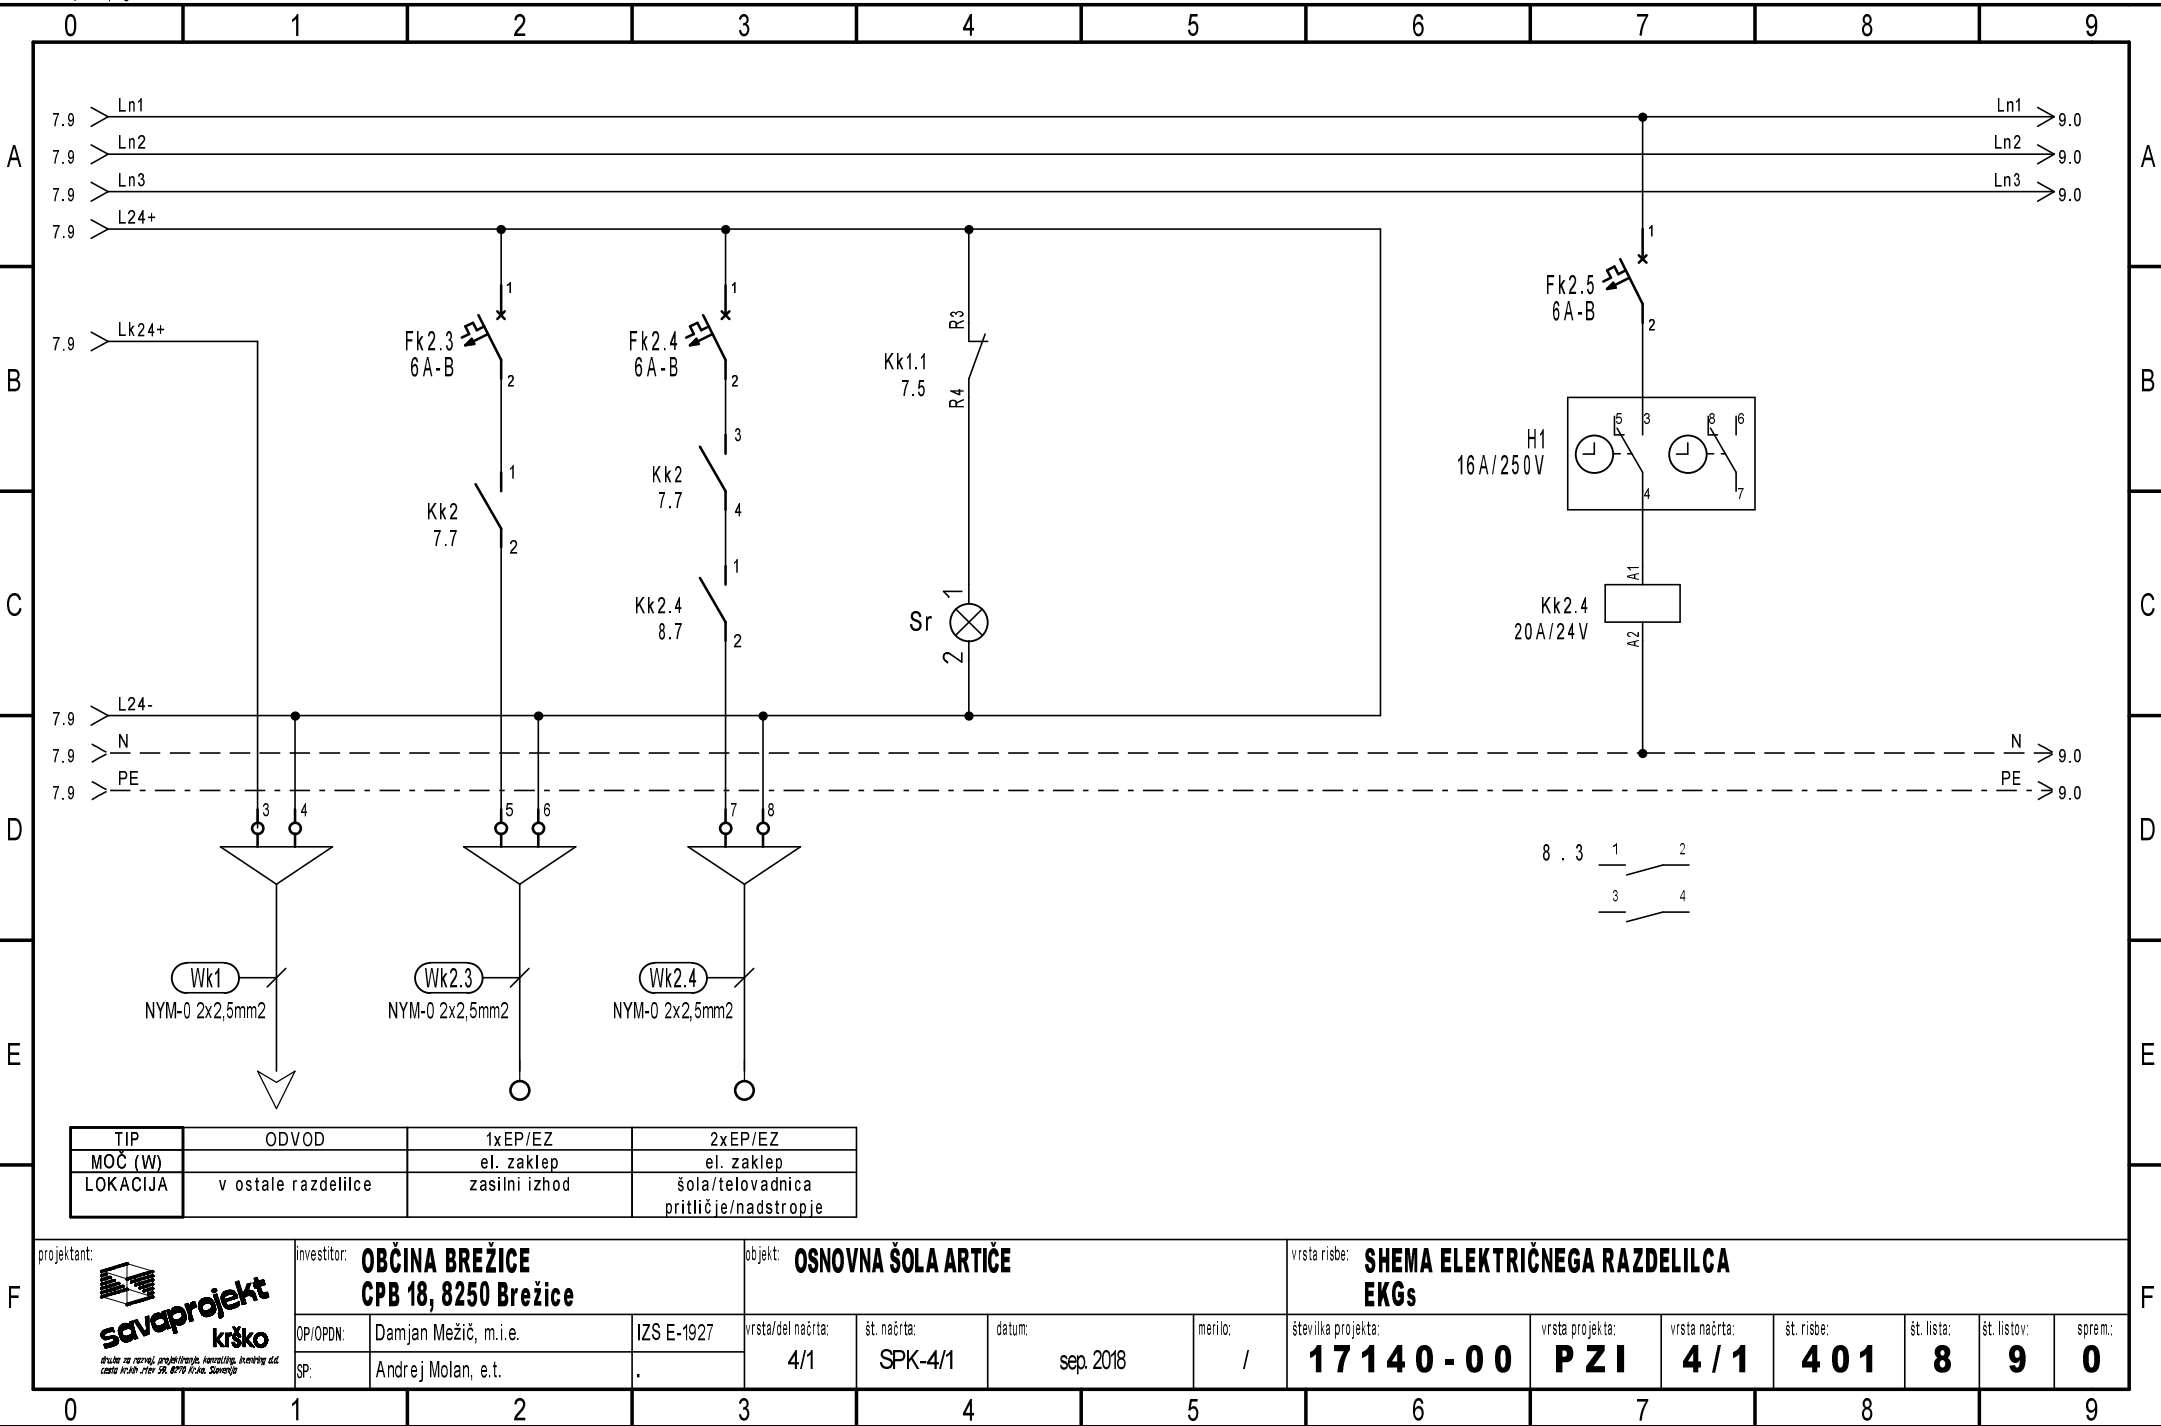 0 1 2 3 4 5 6 7 8 9
A A
B B
C C
D D
E E
F F
7.9 Ln1 Ln1 9.0
7.9 Ln2 Ln2 9.0
7.9 Ln3 Ln3 9.0
7.9 L24+
7.9 Lk24+
Fk2.3
6A-B
1
2
Kk2
7.7
1
2
Fk2.4
6A-B
1
2
Kk2
7.7
3
4
Kk2.4
8.7
1
2
Kk1.1
7.5
R3
R4
Sr
1
2
Fk2.5
6A-B
1
2
H1
16A/250V
5 3 8 6
4 7
Kk2.4
20A/24V
A1
A2
7.9 L24-
7.9 N N 9.0
7.9 PE PE 9.0
3 4 5 6 7 8
8 . 3 1 2
3 4
Wk1
NYM-0 2x2,5mm2
Wk2.3
NYM-0 2x2,5mm2
Wk2.4
NYM-0 2x2,5mm2
TIP ODVOD 1xEP/EZ 2xEP/EZ
MOČ (W) el. zaklep el. zaklep
LOKACIJA v ostale razdelilce zasilni izhod šola/telovadnica
pritličje/nadstropje
projektant:
savaprojekt
krško
investitor: OBČINA BREŽICE
CPB 18, 8250 Brežice
objekt: OSNOVNA ŠOLA ARTIČE
vrsta risbe: SHEMA ELEKTRIČNEGA RAZDELILCA
EKGs
OP/OPDN: Damjan Mežič, m.i.e. IZS E-1927
SP: Andrej Molan, e.t. .
vrsta/del načrta: 4/1
št. načrta: SPK-4/1
datum: sep. 2018
merilo: /
številka projekta: 17140-00
vrsta projekta: PZI
vrsta načrta: 4/1
št. risbe: 401
št. lista: 8
št. listov: 9
sprem.: 0
0 1 2 3 4 5 6 7 8 9